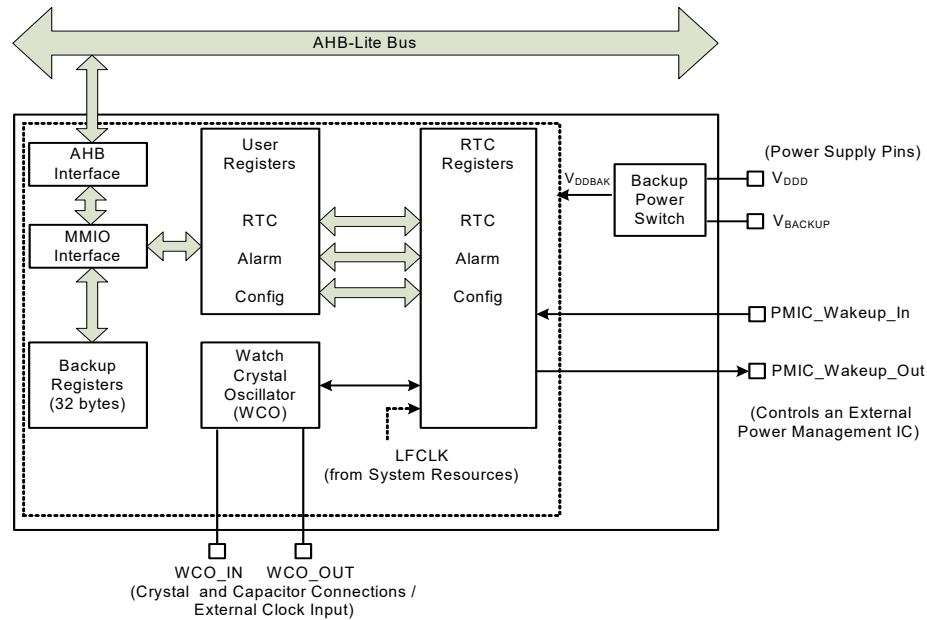 AHB-Lite Bus
AHB
Interface
MMIO
Interface
Backup
Registers
(32 bytes)
User
Registers
RTC
Alarm
Config
Watch
Crystal
Oscillator
(WCO)
RTC
Registers
RTC
Alarm
Config
LFCLK
(from System Resources)
VDDBAK
Backup
Power
Switch
(Power Supply Pins)
VDDD
VBACKUP
PMIC_Wakeup_In
PMIC_Wakeup_Out
(Controls an External
Power Management IC)
WCO_IN WCO_OUT
(Crystal and Capacitor Connections /
External Clock Input)